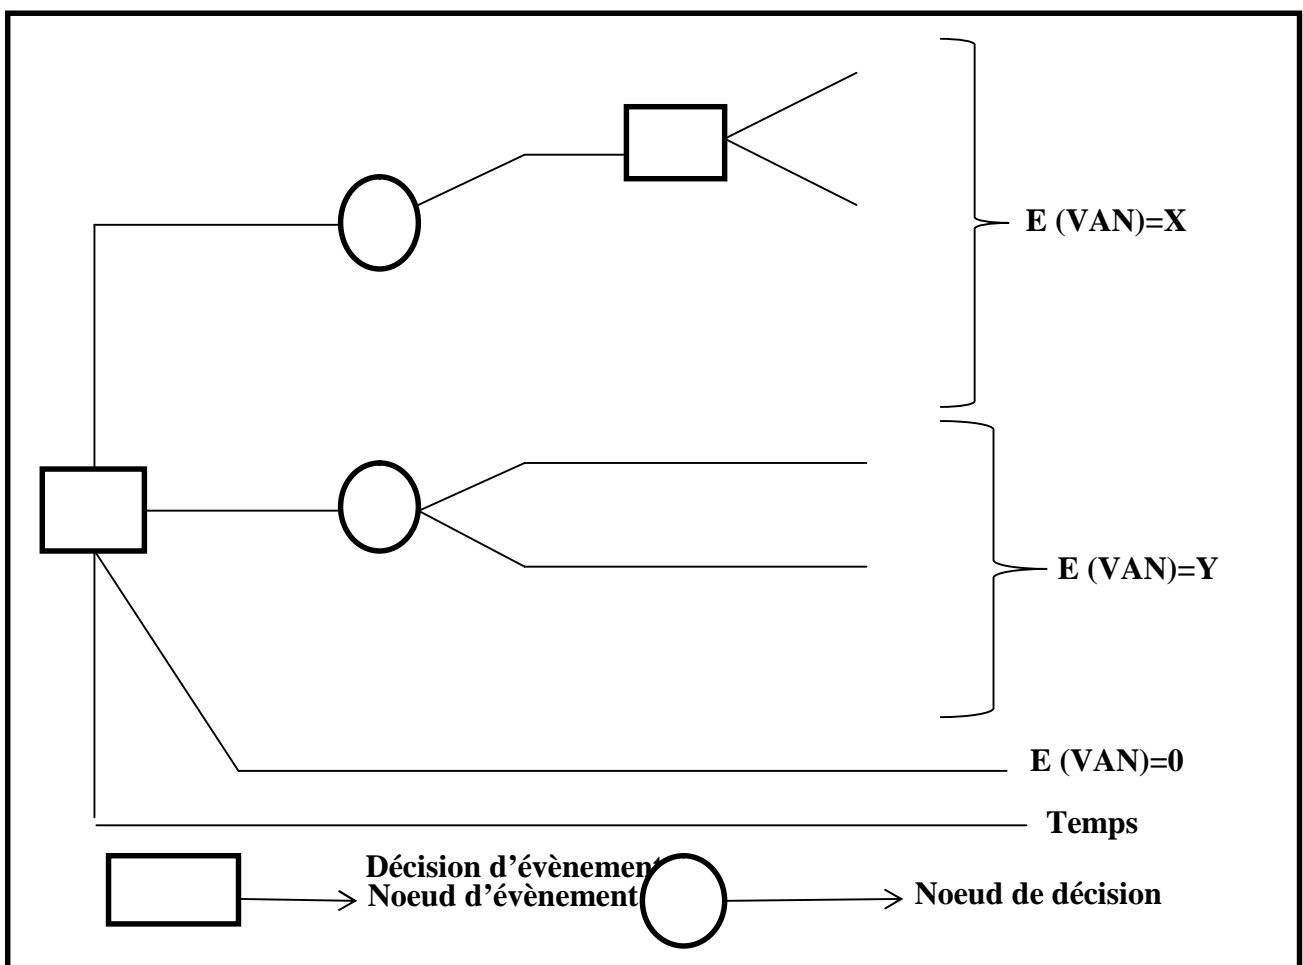 E (VAN)=X
E (VAN)=Y
E (VAN)=0
Temps
Décision d’évènement
Noeud d’évènement
Noeud de décision